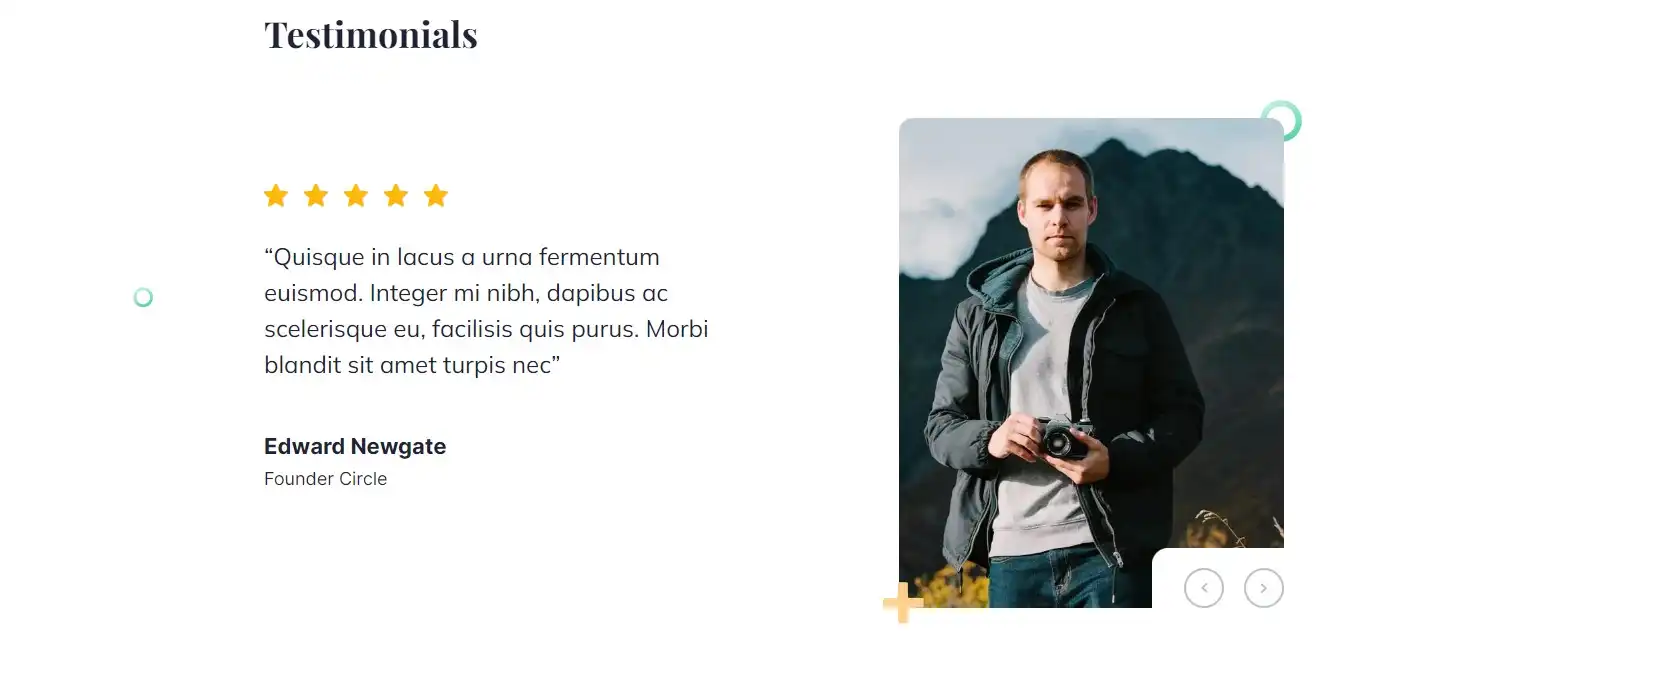 Testimonials
“Quisque in lacus a urna fermentum
euismod. Integer mi nibh, dapibus ac
scelerisque eu, facilisis quis purus. Morbi
blandit sit amet turpis nec”
Edward Newgate
Founder Circle